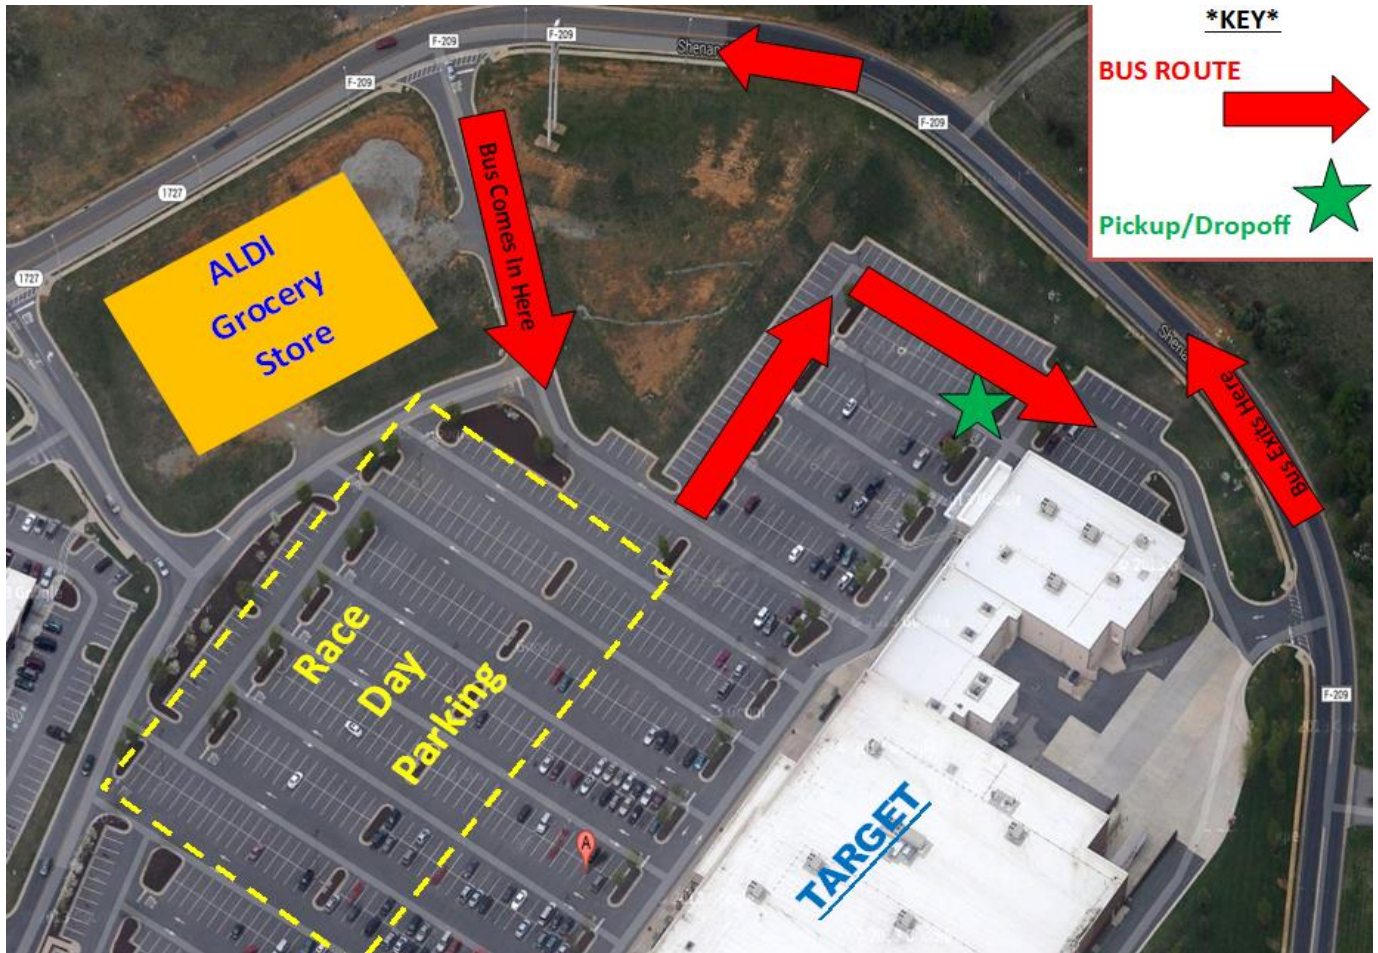 *KEY*
BUS ROUTE
Pickup/Dropoff
F-209
F-209
F-209
F-209
1727
1727
Bus Comes In Here
ALDI
Grocery
Store
Bus Exits Here
F-209
Race
Day
Parking
A
TARGET